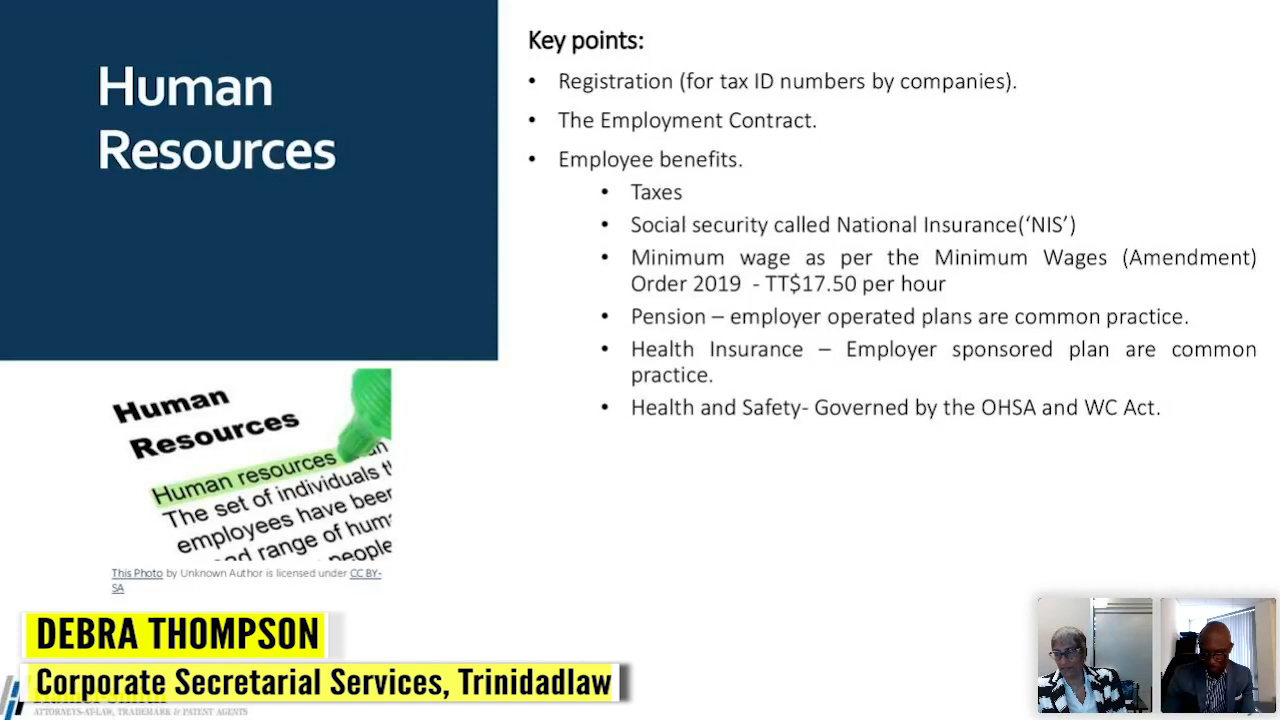 Human
Resources
Key points:
• Registration (for tax ID numbers by companies).
• The Employment Contract.
• Employee benefits.
• Taxes
• Social security called National Insurance(‘NIS’)
• Minimum wage as per the Minimum Wages (Amendment)
Order 2019 - TT$17.50 per hour
• Pension – employer operated plans are common practice.
• Health Insurance – Employer sponsored plan are common
practice.
• Health and Safety- Governed by the OHSA and WC Act.
Human
Resources
Human resources
The set of individuals
employees have been
range of
people
This Photo by Unknown Author is licensed under CC BY-
SA
DEBRA THOMPSON
Corporate Secretarial Services, Trinidadlaw
ATTORNEYS-AT-LAW, TRADEMARK & PATENT AGENTS